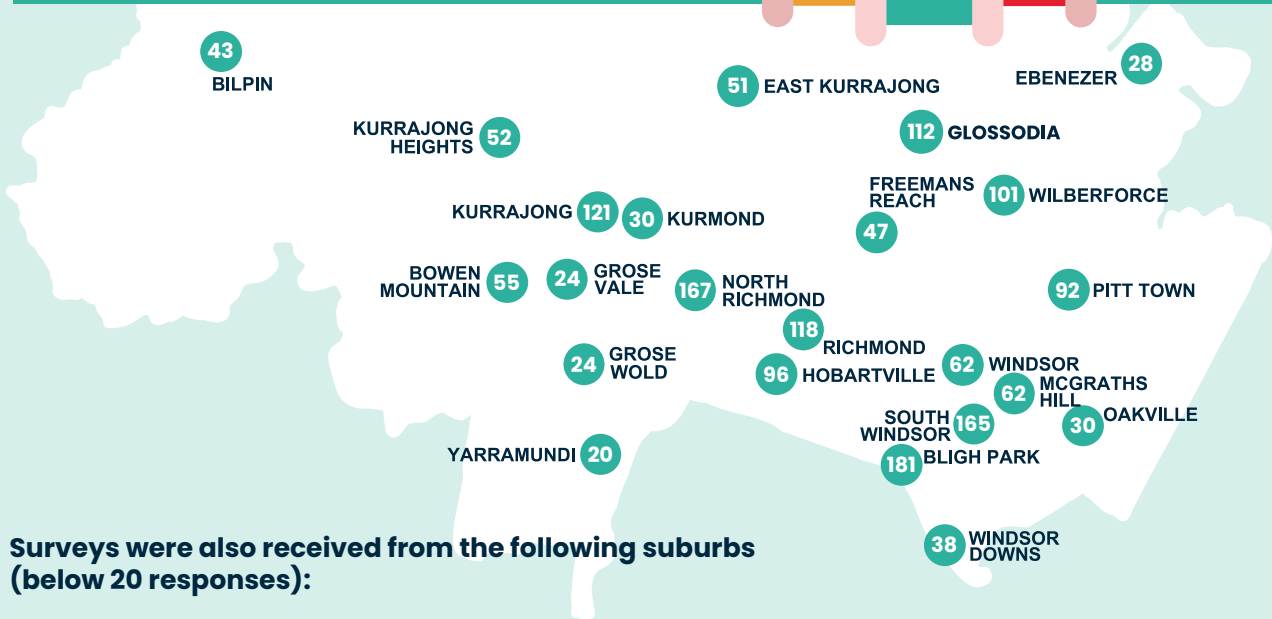 43
BILPIN
51 EAST KURRAJONG
28
EBENEZER
KURRAJONG
HEIGHTS
52
112 GLOSSODIA
FREEMANS
REACH
47
101 WILBERFORCE
KURRAJONG 121
30 KURMOND
BOWEN
MOUNTAIN
55
24
GROSE
VALE
167
NORTH
RICHMOND
92 PITT TOWN
118
RICHMOND
24
GROSE
WOLD
96 HOBARTVILLE
62 WINDSOR
62
MCGRATHS
HILL
30 OAKVILLE
SOUTH
WINDSOR
165
YARRAMUNDI 20
181 BLIGH PARK
38
WINDSOR
DOWNS
Surveys were also received from the following suburbs
(below 20 responses):